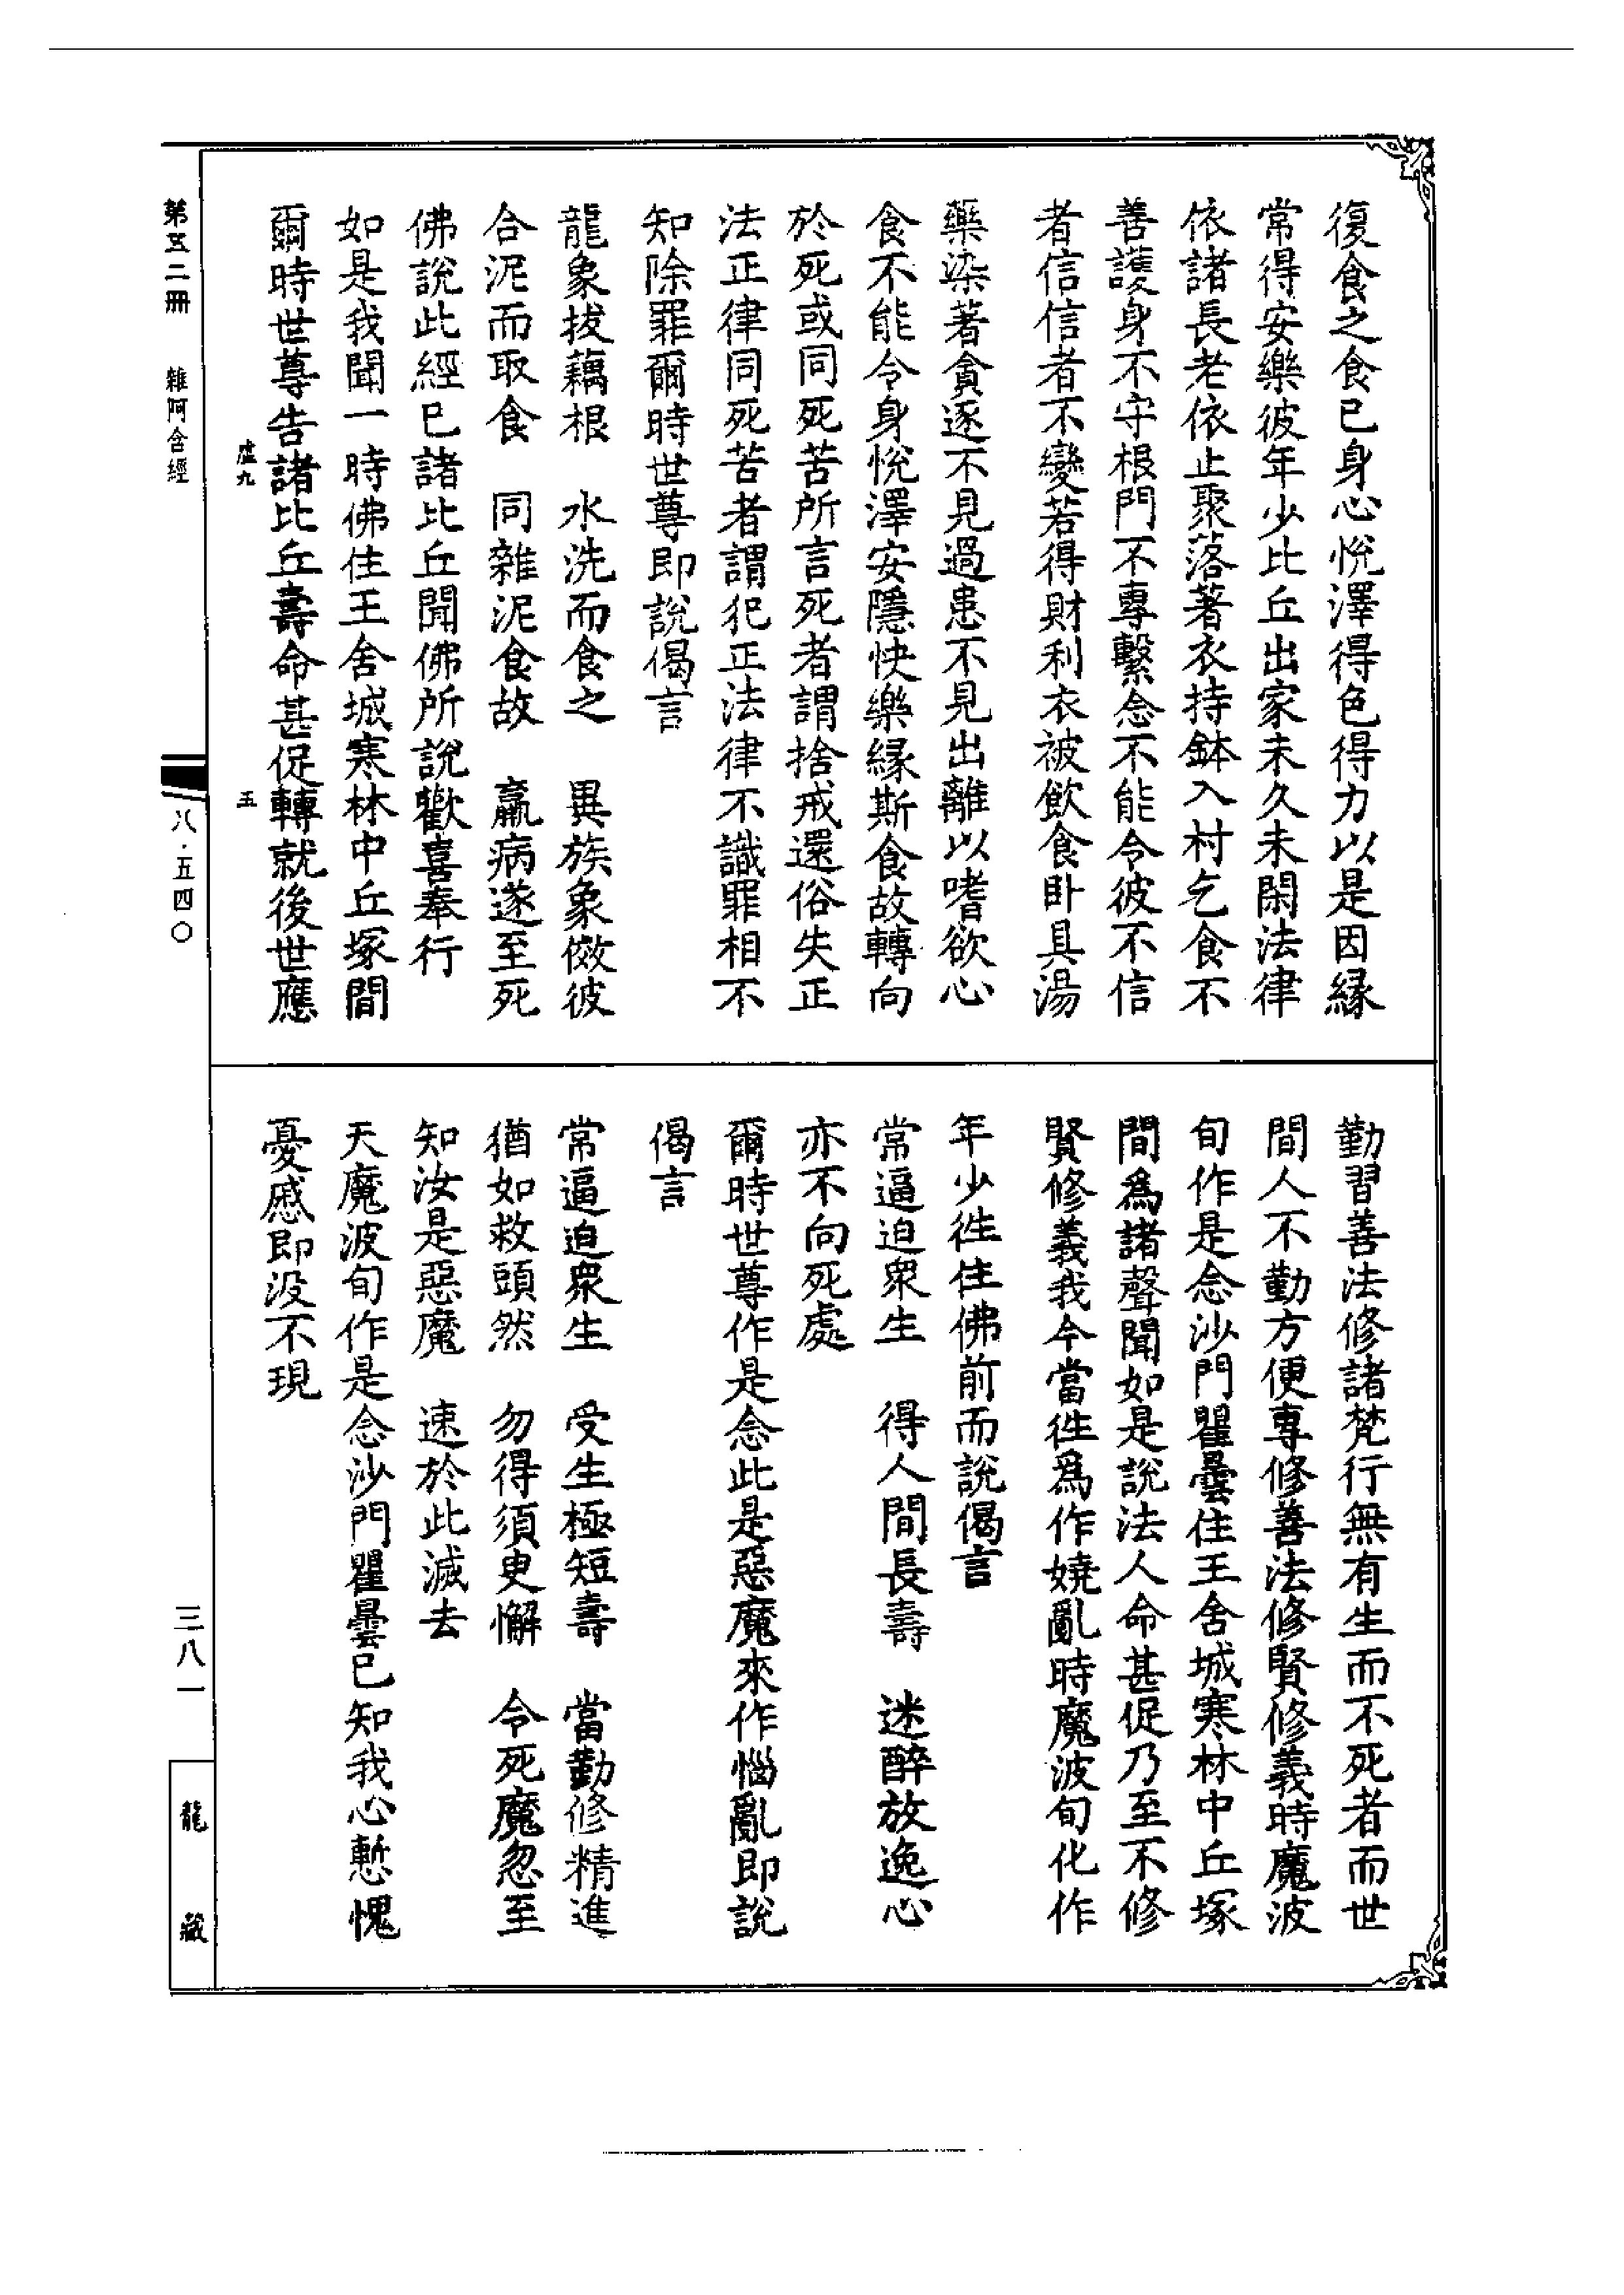 復食之食已身心悅澤得色得力以是因緣
常得安樂彼年少比丘出家未久未閑法律
依諸長老依止聚落著衣持鉢入村乞食不
善護身不守根門不專繫念不能令彼不信
者信信者不變若得財利衣被飲食卧具湯
藥染著貪逐不見過患不見出離以嗜欲心
食不能令身悅澤安隱快樂緣斯食故轉向
於死或同死苦所言死者謂捨戒還俗失正
法正律同死苦者謂犯正法律不識罪相不
知除罪爾時世尊即說偈言
龍象拔藕根　水洗而食之　異族象倣彼
合泥而取食　同雜泥食故　羸病遂至死
佛說此經已諸比丘聞佛所說歡喜奉行
如是我聞一時佛住王舍城寒林中丘塚間
爾時世尊告諸比丘壽命甚促轉就後世應
勤習善法修諸梵行無有生而不死者而世
間人不勤方便專修善法修賢修義時魔波
旬作是念沙門瞿曇住王舍城寒林中丘塚
間爲諸聲聞如是說法人命甚促乃至不修
賢修義我今當徃爲作嬈亂時魔波旬化作
年少徃住佛前而說偈言
常逼迫衆生　得人間長壽　迷醉放逸心
亦不向死處
爾時世尊作是念此是惡魔來作惱亂即說
偈言
常逼迫衆生　受生極短壽　當勤修精進
猶如救頭然　勿得須臾懈　令死魔忽至
知汝是惡魔　速於此滅去
天魔波旬作是念沙門瞿曇已知我心慙愧
憂慼即没不現
虛九　五
第五二冊　雜阿含經　八·五四〇　三八一　龍藏